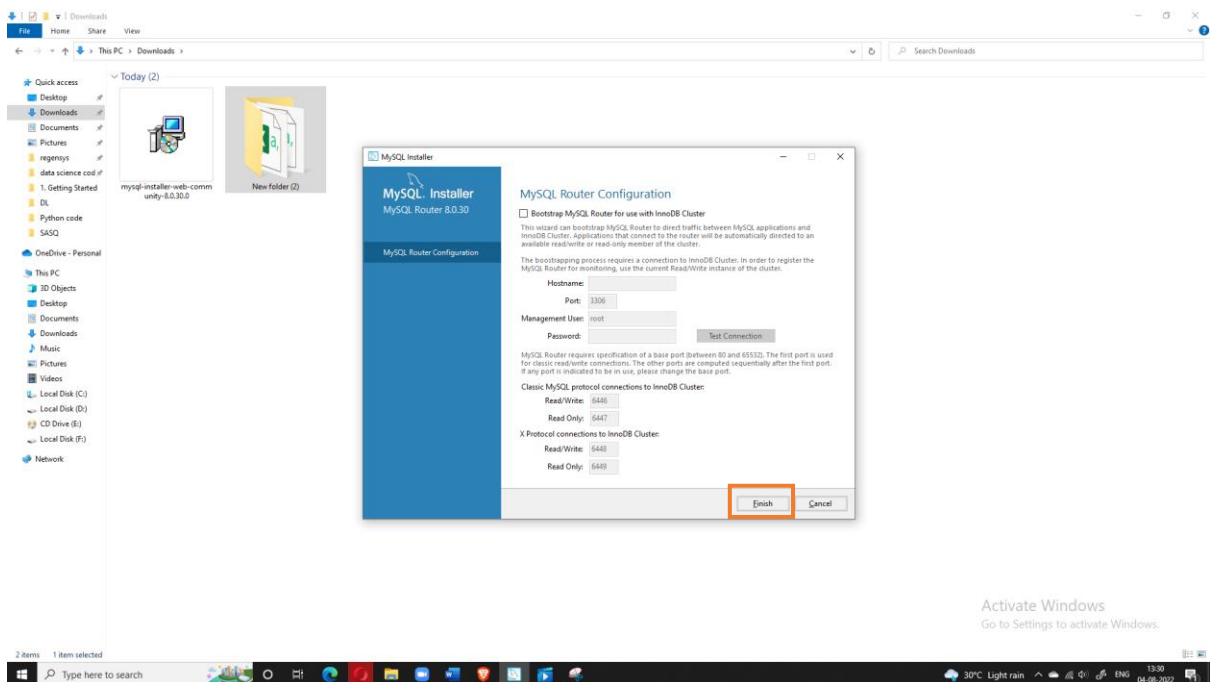 Downloads
File Home Share View
This PC > Downloads >
Search Downloads
Quick access
Desktop
Downloads
Documents
Pictures
regensys
data science cod
1. Getting Started
DL
Python code
SASQ
OneDrive - Personal
This PC
3D Objects
Desktop
Documents
Downloads
Music
Pictures
Videos
Local Disk (C:)
Local Disk (D:)
CD Drive (E:)
Local Disk (F:)
Network
Today (2)
mysql-installer-web-comm
unity-8.0.30.0
New folder (2)
MySQL Installer
MySQL. Installer
MySQL Router 8.0.30
MySQL Router Configuration
MySQL Router Configuration
Bootstrap MySQL Router for use with InnoDB Cluster
This wizard can bootstrap MySQL Router to direct traffic between MySQL applications and
InnoDB Cluster. Applications that connect to the router will be automatically directed to an
available read/write or read-only member of the cluster.
The boostrapping process requires a connection to InnoDB Cluster. In order to register the
MySQL Router for monitoring, use the current Read/Write instance of the cluster.
Hostname:
Port: 3306
Management User: root
Password: Test Connection
MySQL Router requires specification of a base port (between 80 and 65532). The first port is used
for classic read/write connections. The other ports are computed sequentially after the first port.
If any port is indicated to be in use, please change the base port.
Classic MySQL protocol connections to InnoDB Cluster:
Read/Write: 6446
Read Only: 6447
X Protocol connections to InnoDB Cluster:
Read/Write: 6448
Read Only: 6449
Finish Cancel
Activate Windows
Go to Settings to activate Windows.
2 items 1 item selected
Type here to search
30°C Light rain ENG 13:30
04-08-2022